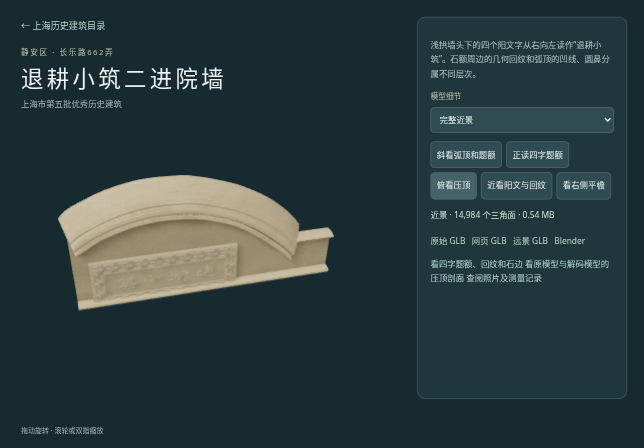 ← 上海历史建筑目录
静安区 · 长乐路662弄
退耕小筑二进院墙
上海市第五批优秀历史建筑
浅拱墙头下的四个阳文字从右向左读作“退耕小
筑”。石额周边的几何回纹和弧顶的凹线、圆鼻分
属不同层次。
模型细节
完整近景
斜看弧顶和题额
正读四字题额
俯看压顶
近看阳文与回纹
看右侧平檐
近景 · 14,984 个三角面 · 0.54 MB
原始 GLB 网页 GLB 远景 GLB Blender
看四字题额、回纹和石边 看原模型与解码模型的
压顶剖面 查阅照片及测量记录
拖动旋转 · 滚轮或双指缩放